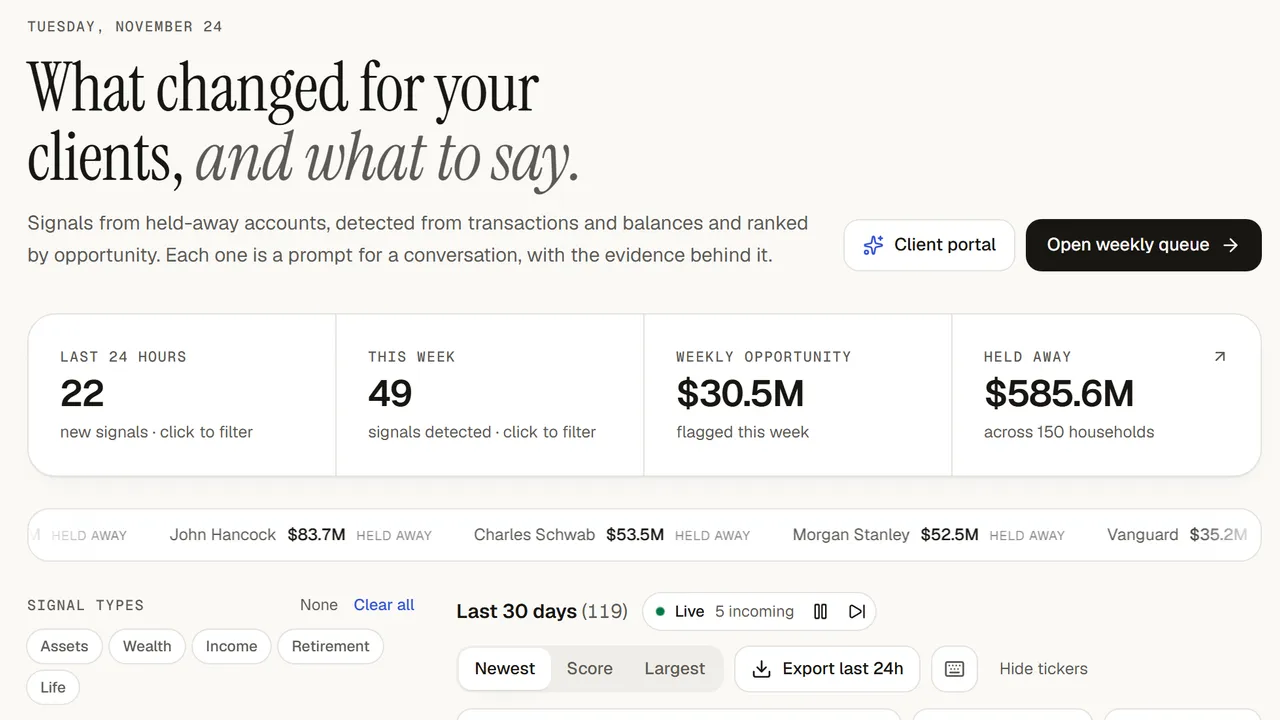 TUESDAY, NOVEMBER 24
What changed for your
clients, and what to say.
Signals from held-away accounts, detected from transactions and balances and ranked
by opportunity. Each one is a prompt for a conversation, with the evidence behind it.
Client portal
Open weekly queue
LAST 24 HOURS
22
new signals · click to filter
THIS WEEK
49
signals detected · click to filter
WEEKLY OPPORTUNITY
$30.5M
flagged this week
HELD AWAY
$585.6M
across 150 households
M HELD AWAY John Hancock $83.7M HELD AWAY Charles Schwab $53.5M HELD AWAY Morgan Stanley $52.5M HELD AWAY Vanguard $35.2M
SIGNAL TYPES None Clear all
Assets Wealth Income Retirement
Life
Last 30 days (119) Live 5 incoming
Newest Score Largest Export last 24h Hide tickers